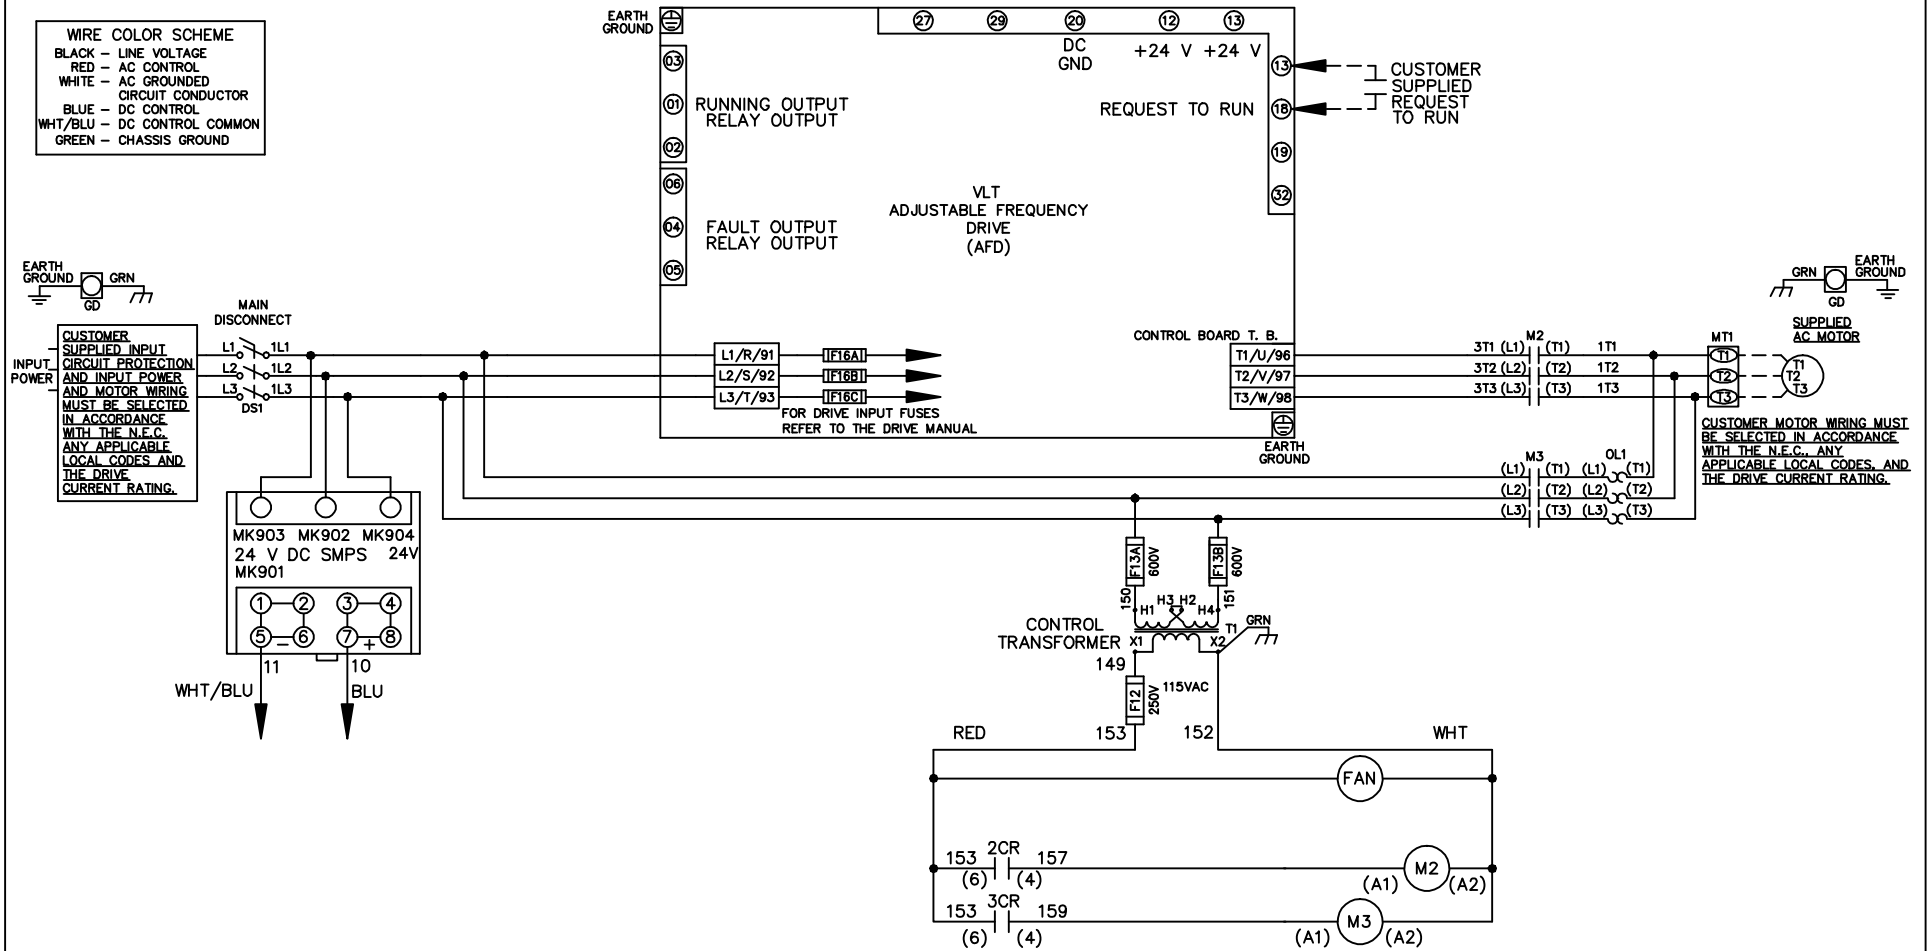 WIRE COLOR SCHEME
BLACK – LINE VOLTAGE
RED – AC CONTROL
WHITE – AC GROUNDED
CIRCUIT CONDUCTOR
BLUE – DC CONTROL
WHT/BLU – DC CONTROL COMMON
GREEN – CHASSIS GROUND
EARTH
GROUND
27 29 20 12 13
DC
GND
+24 V +24 V
03
01
02
RUNNING OUTPUT
RELAY OUTPUT
06
04
05
FAULT OUTPUT
RELAY OUTPUT
VLT
ADJUSTABLE FREQUENCY
DRIVE
(AFD)
REQUEST TO RUN
13
18
19
32
CUSTOMER
SUPPLIED
REQUEST
TO RUN
EARTH
GROUND
GRN
GD
INPUT
POWER
CUSTOMER
SUPPLIED INPUT
CIRCUIT PROTECTION
AND INPUT POWER
AND MOTOR WIRING
MUST BE SELECTED
IN ACCORDANCE
WITH THE N.E.C.
ANY APPLICABLE
LOCAL CODES AND
THE DRIVE
CURRENT RATING.
MAIN
DISCONNECT
L1 1L1
L2 1L2
L3 1L3
DS1
L1/R/91 F16A
L2/S/92 F16B
L3/T/93 F16C
FOR DRIVE INPUT FUSES
REFER TO THE DRIVE MANUAL
CONTROL BOARD T. B.
T1/U/96
T2/V/97
T3/W/98
EARTH
GROUND
M2
3T1 (L1) (T1) 1T1
3T2 (L2) (T2) 1T2
3T3 (L3) (T3) 1T3
GRN
EARTH
GROUND
GD
SUPPLIED
AC MOTOR
MT1
T1
T2
T3
T1
T2
T3
CUSTOMER MOTOR WIRING MUST
BE SELECTED IN ACCORDANCE
WITH THE N.E.C., ANY
APPLICABLE LOCAL CODES, AND
THE DRIVE CURRENT RATING.
M3 OL1
(L1) (T1) (L1) (T1)
(L2) (T2) (L2) (T2)
(L3) (T3) (L3) (T3)
MK903 MK902 MK904
24 V DC SMPS 24V
MK901
1 2 3 4
5 – 6 7 + 8
11 10
WHT/BLU BLU
F13A 600V F13B 600V
150 151
H1 H3 H2 H4
CONTROL
TRANSFORMER
X1 X2 T1 GRN
149
F12 250V
115VAC
153 152
RED WHT
FAN
2CR
153 157
(6) (4)
M2
(A1) (A2)
3CR
153 159
(6) (4)
M3
(A1) (A2)